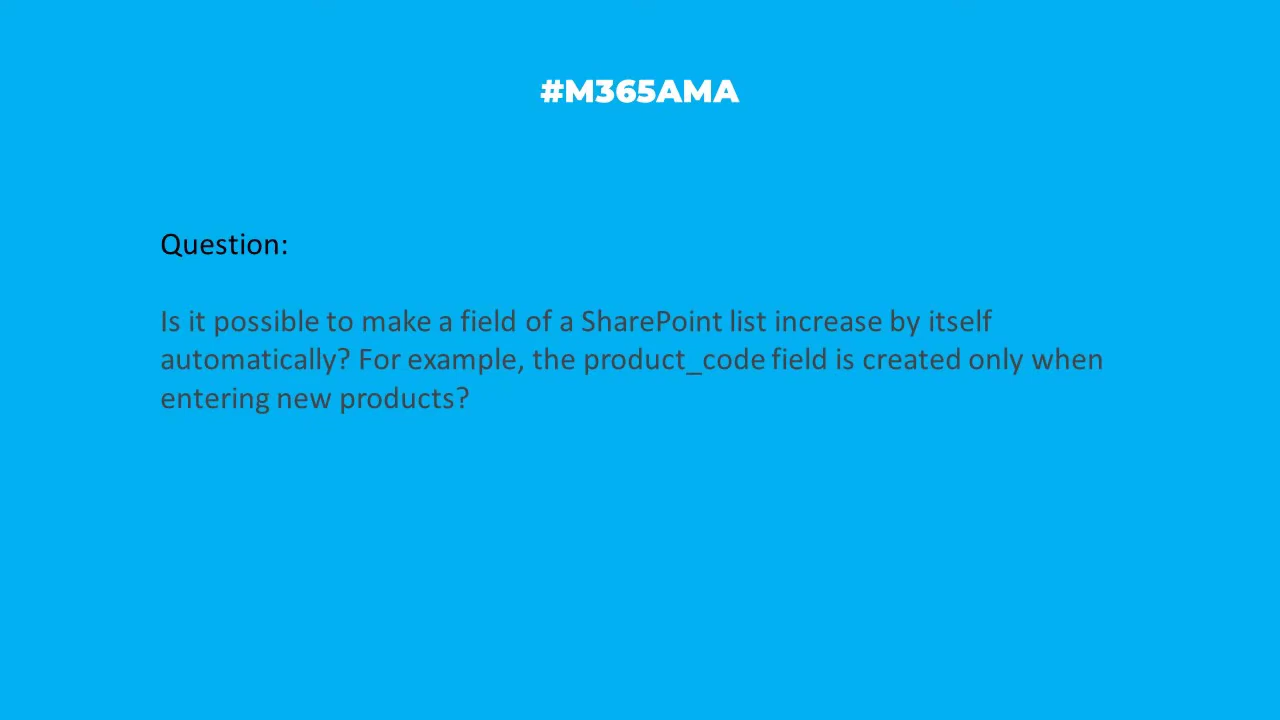 #M365AMA
Question:
Is it possible to make a field of a SharePoint list increase by itself
automatically? For example, the product_code field is created only when
entering new products?